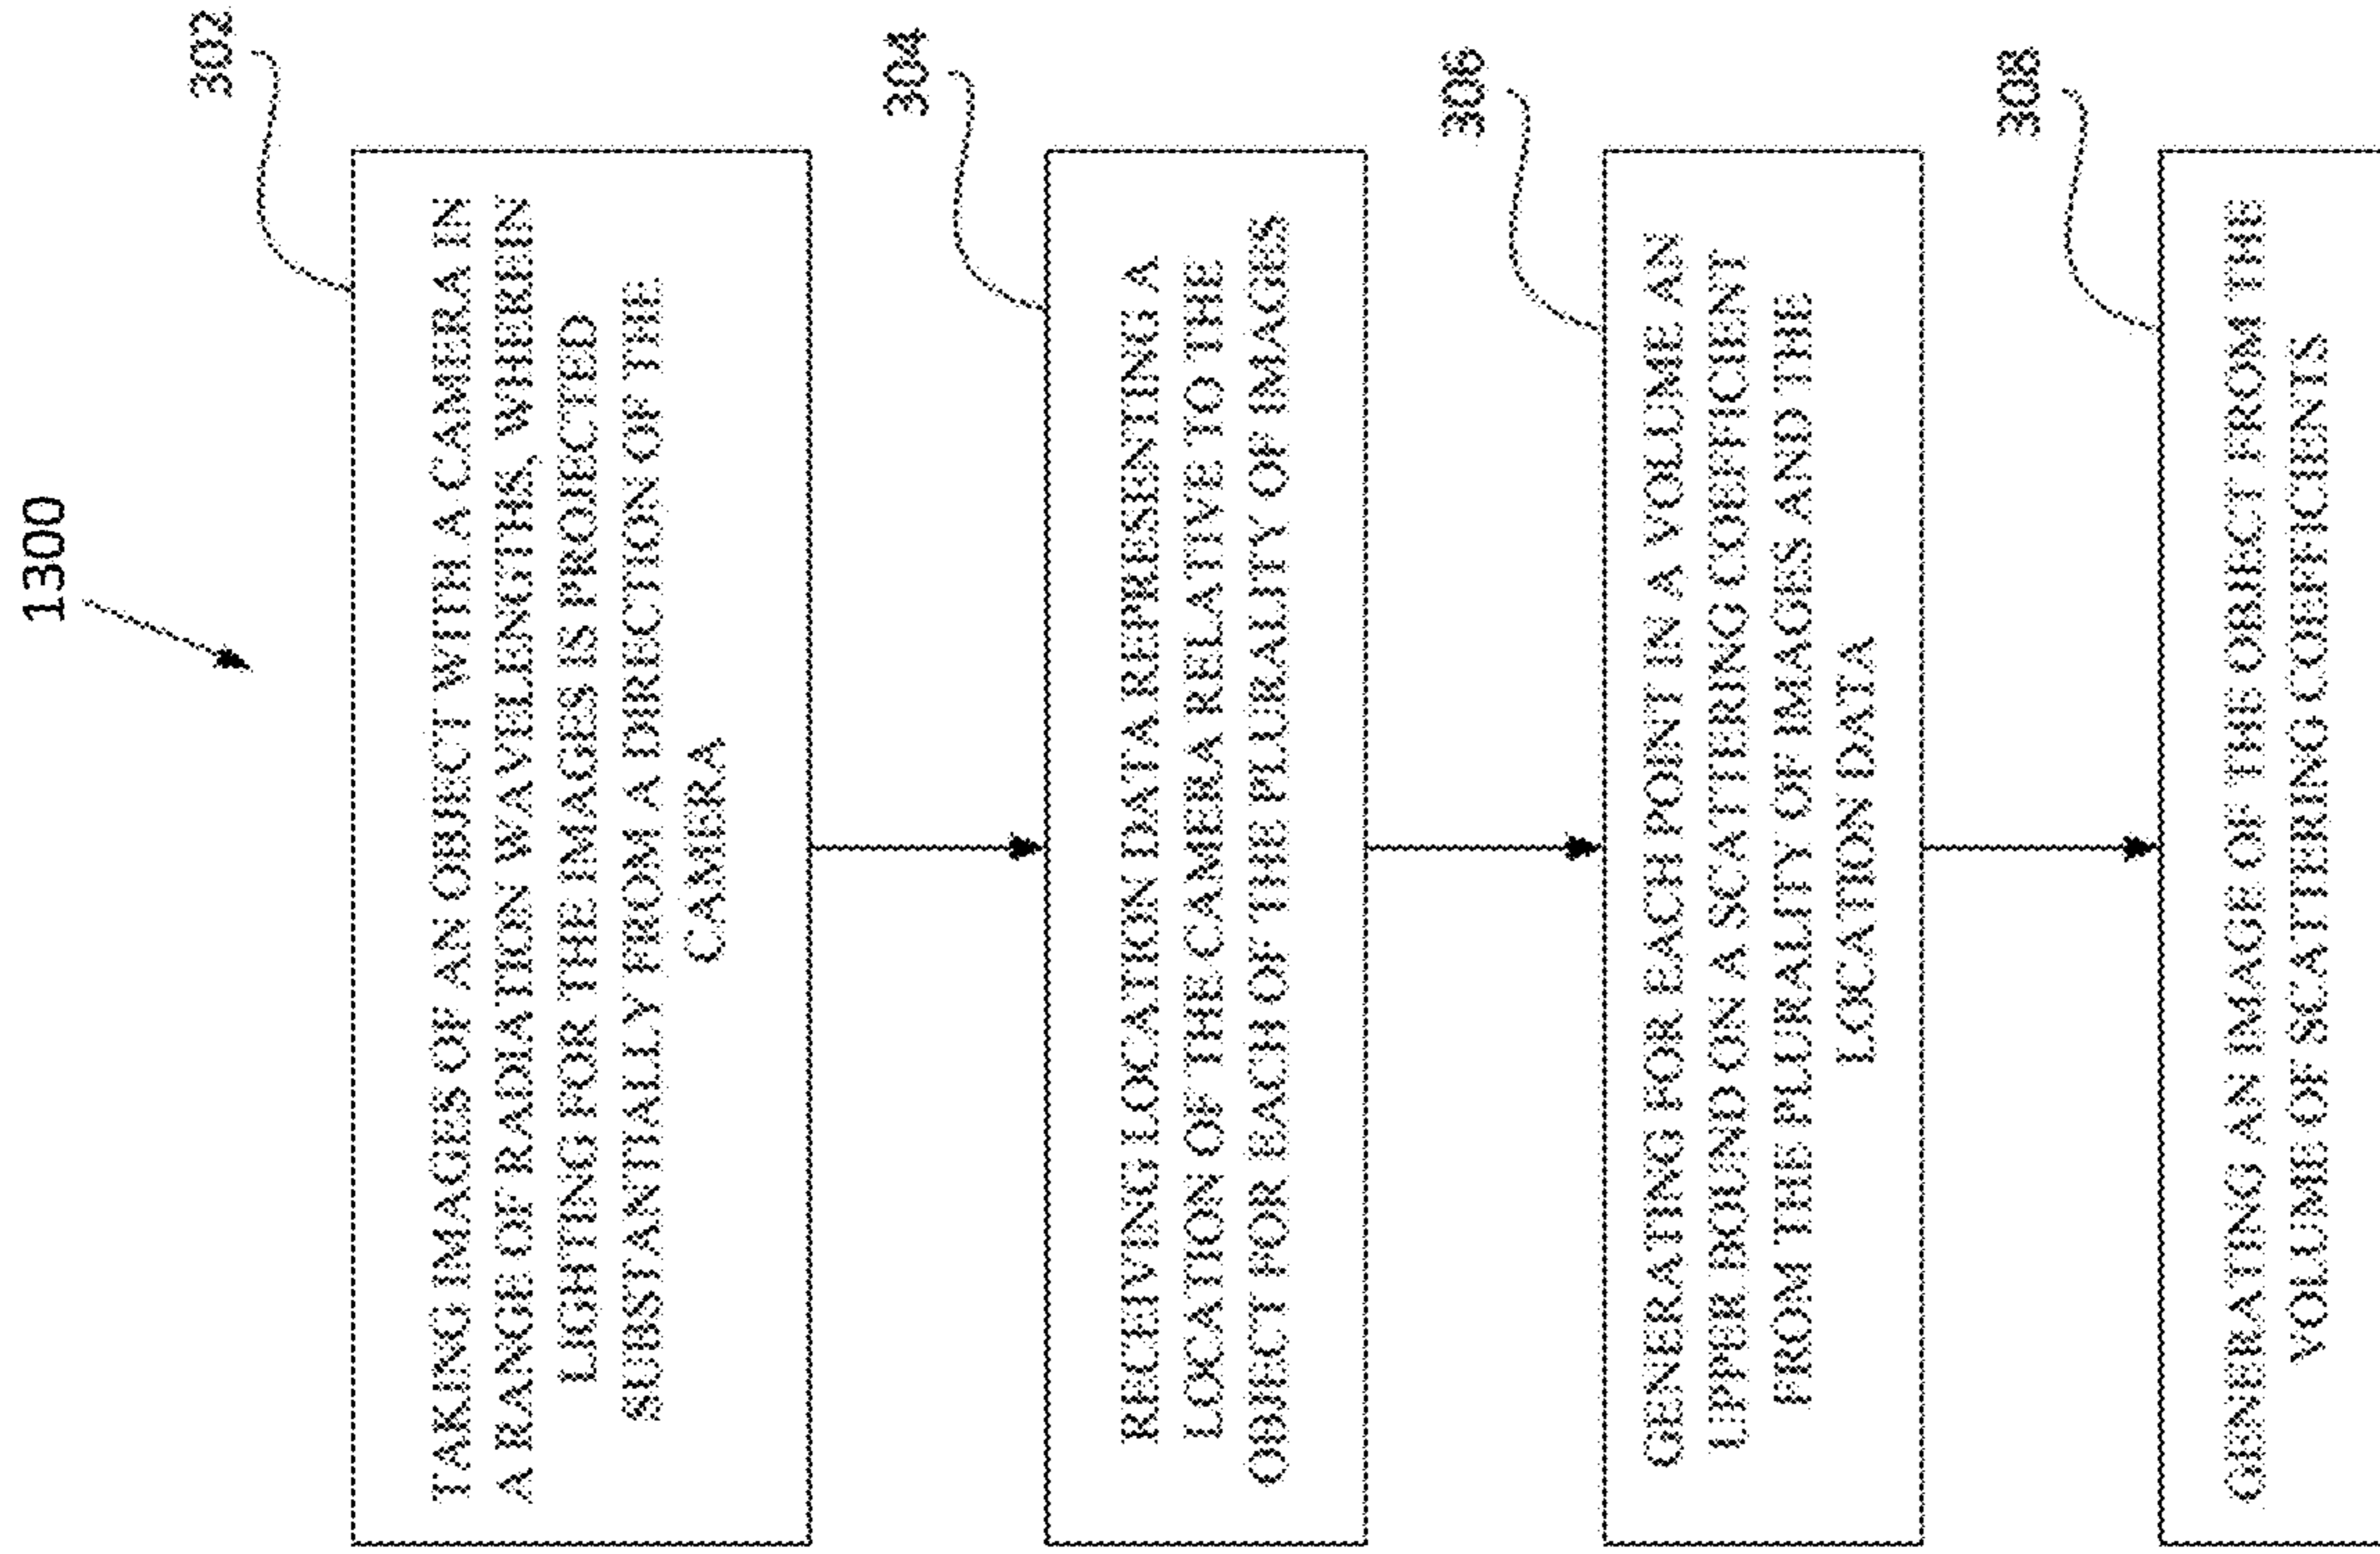 1300
302
TAKING IMAGES OF AN OBJECT WITH A CAMERA IN
A RANGE OF RADIATION WAVELENGTHS, WHEREIN
LIGHTING FOR THE IMAGES IS PROJECTED
SUBSTANTIALLY FROM A DIRECTION OF THE
CAMERA
304
RECEIVING LOCATION DATA REPRESENTING A
LOCATION OF THE CAMERA RELATIVE TO THE
OBJECT FOR EACH OF THE PLURALITY OF IMAGES
306
GENERATING FOR EACH POINT IN A VOLUME AN
UPPER BOUND ON A SCATTERING COEFFICIENT
FROM THE PLURALITY OF IMAGES AND THE
LOCATION DATA
308
GENERATING AN IMAGE OF THE OBJECT FROM THE
VOLUME OF SCATTERING COEFFICIENTS